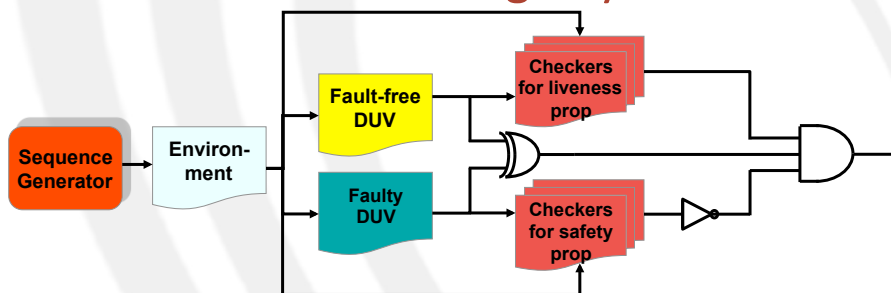 Sequence
Generator
Environ-
ment
Fault-free
DUV
Faulty
DUV
Checkers
for liveness
prop
Checkers
for safety
prop